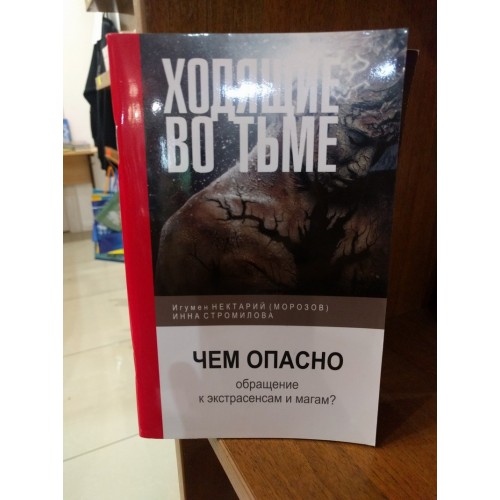 ХОДЯЩИЕ
ВО ТЬМЕ
Игумен НЕКТАРИЙ (МОРОЗОВ)
ИННА СТРОМИЛОВА
ЧЕМ ОПАСНО
обращение
к экстрасенсам и магам?